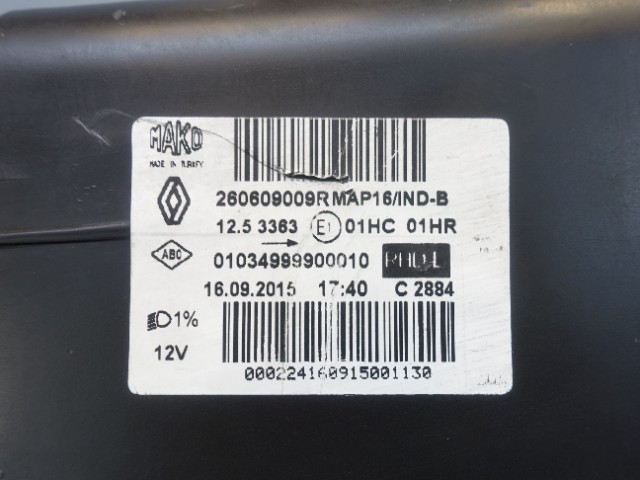 MAKO
MADE IN TURKEY
260609009R MAP16/IND-B
12.5 3363 E1 01HC 01HR
ABC 01034999900010
16.09.2015 17:40 C 2884
1%
12V
000224160915001130